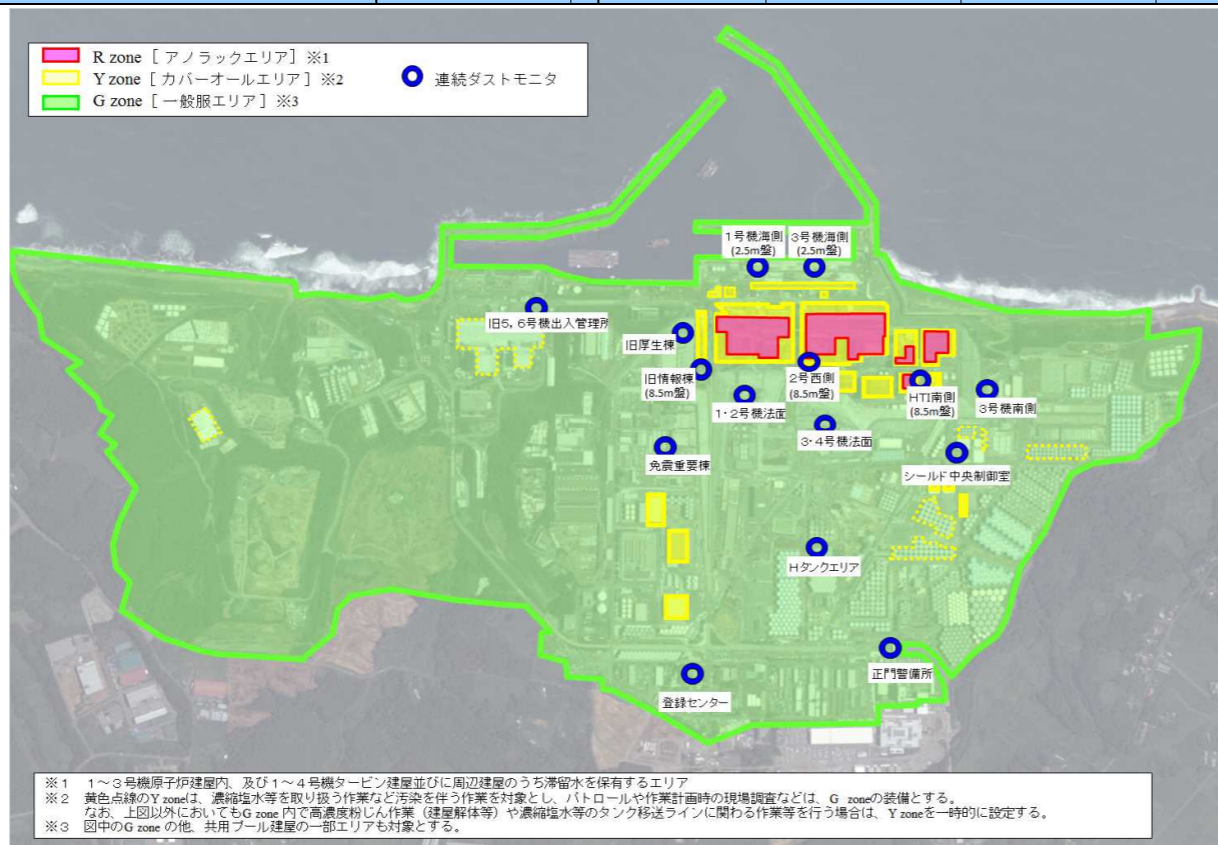 R zone［ アノラックエリア］※1
Y zone［ カバーオールエリア］※2
G zone［ 一般服エリア］※3
連続ダストモニタ
1号機海側
(2.5m盤)
3号機海側
(2.5m盤)
旧5，6号機出入管理所
旧厚生棟
旧情報棟
(8.5m盤)
2号西側
(8.5m盤)
HTI南側
(8.5m盤)
3号機南側
1・2号機法面
3・4号機法面
免震重要棟
シールド中央制御室
Hタンクエリア
正門警備所
登録センター
※1　1～3号機原子炉建屋内、及び1～4号機タービン建屋並びに周辺建屋のうち滞留水を保有するエリア
※2　黄色点線のY zoneは、濃縮塩水等を取り扱う作業など汚染を伴う作業を対象とし、パトロールや作業計画時の現場調査などは、G zoneの装備とする。
なお、上図以外においてもG zone 内で高濃度粉じん作業（建屋解体等）や濃縮塩水等のタンク移送ラインに関わる作業等を行う場合は、Y zoneを一時的に設定する。
※3　図中のG zone の他、共用プール建屋の一部エリアも対象とする。